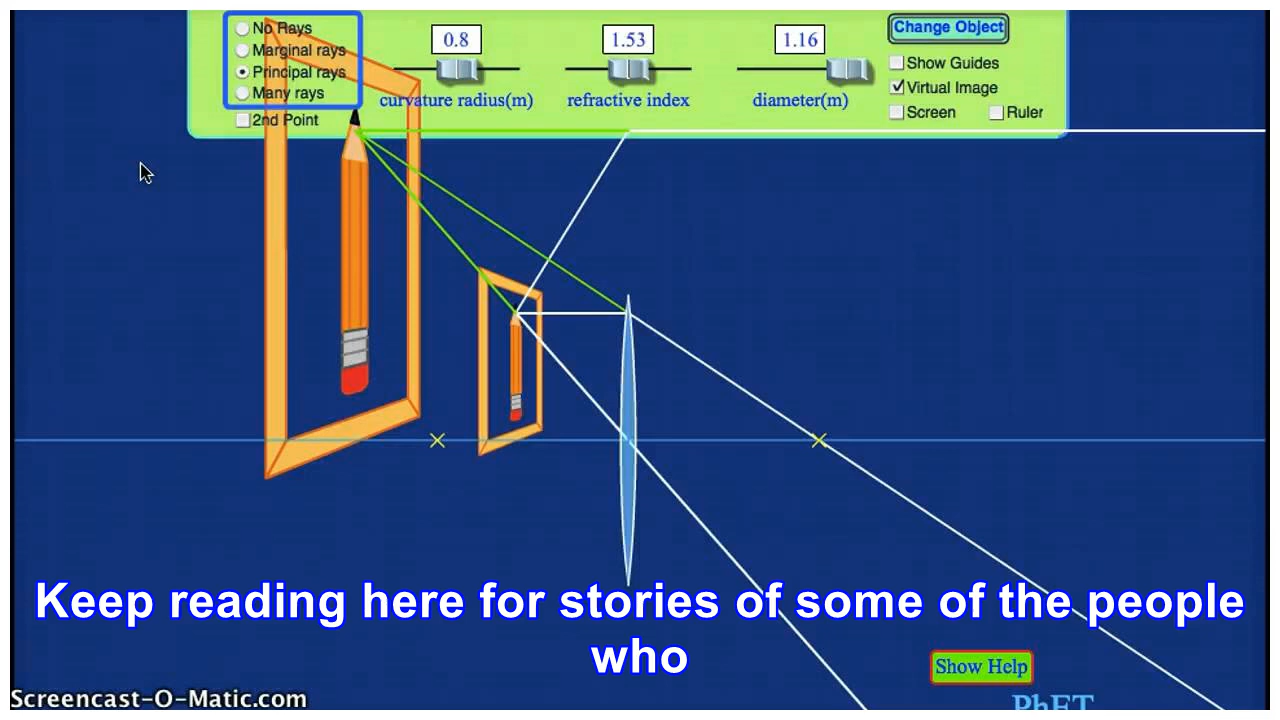 No Rays
Marginal rays
Principal rays
Many rays
2nd Point
0.8
curvature radius(m)
1.53
refractive index
1.16
diameter(m)
Change Object
Show Guides
Virtual Image
Screen
Ruler
Keep reading here for stories of some of the people
who
Show Help
PhET
Screencast-O-Matic.com